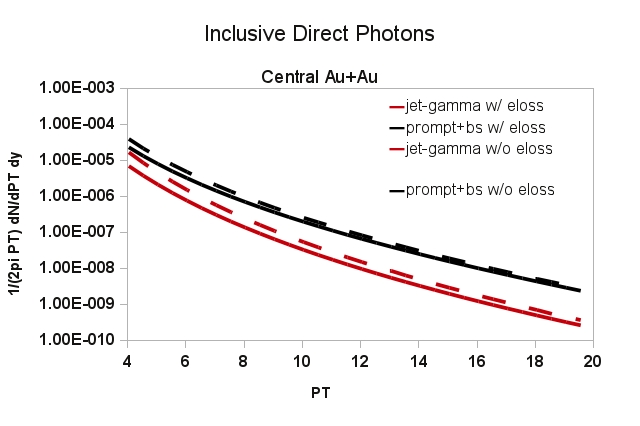 Inclusive Direct Photons
Central Au+Au
jet-gamma w/ eloss
prompt+bs w/ eloss
jet-gamma w/o eloss
prompt+bs w/o eloss
1/(2pi PT) dN/dPT dy
1.00E-003
1.00E-004
1.00E-005
1.00E-006
1.00E-007
1.00E-008
1.00E-009
1.00E-010
4 6 8 10 12 14 16 18 20
PT